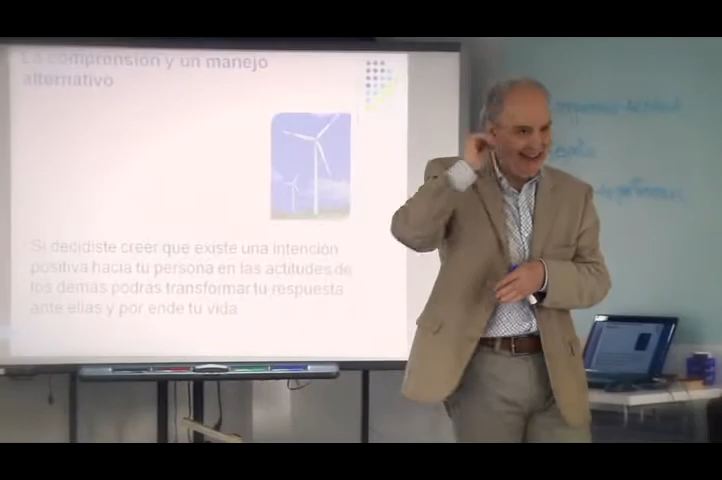 La comprensión y un manejo
alternativo
Si decidiste creer que existe una intención
positiva hacia tu persona en las actitudes de
los demás podrás transformar tu respuesta
ante ellas y por ende tu vida